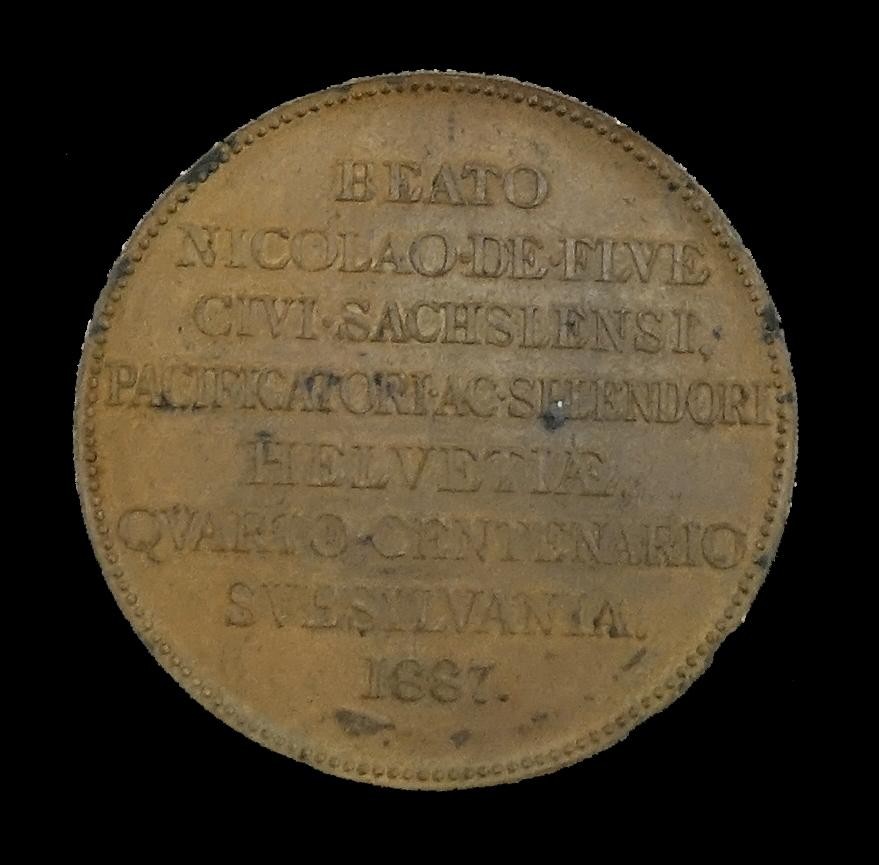 BEATO
NICOLAO·DE·FLVE
CIVI·SACHSLENSI,
PACIFICATORI·AC·SPLENDORI
HELVETIÆ,
QVARTO·CENTENARIO
SVBSILVANIA.
1887.